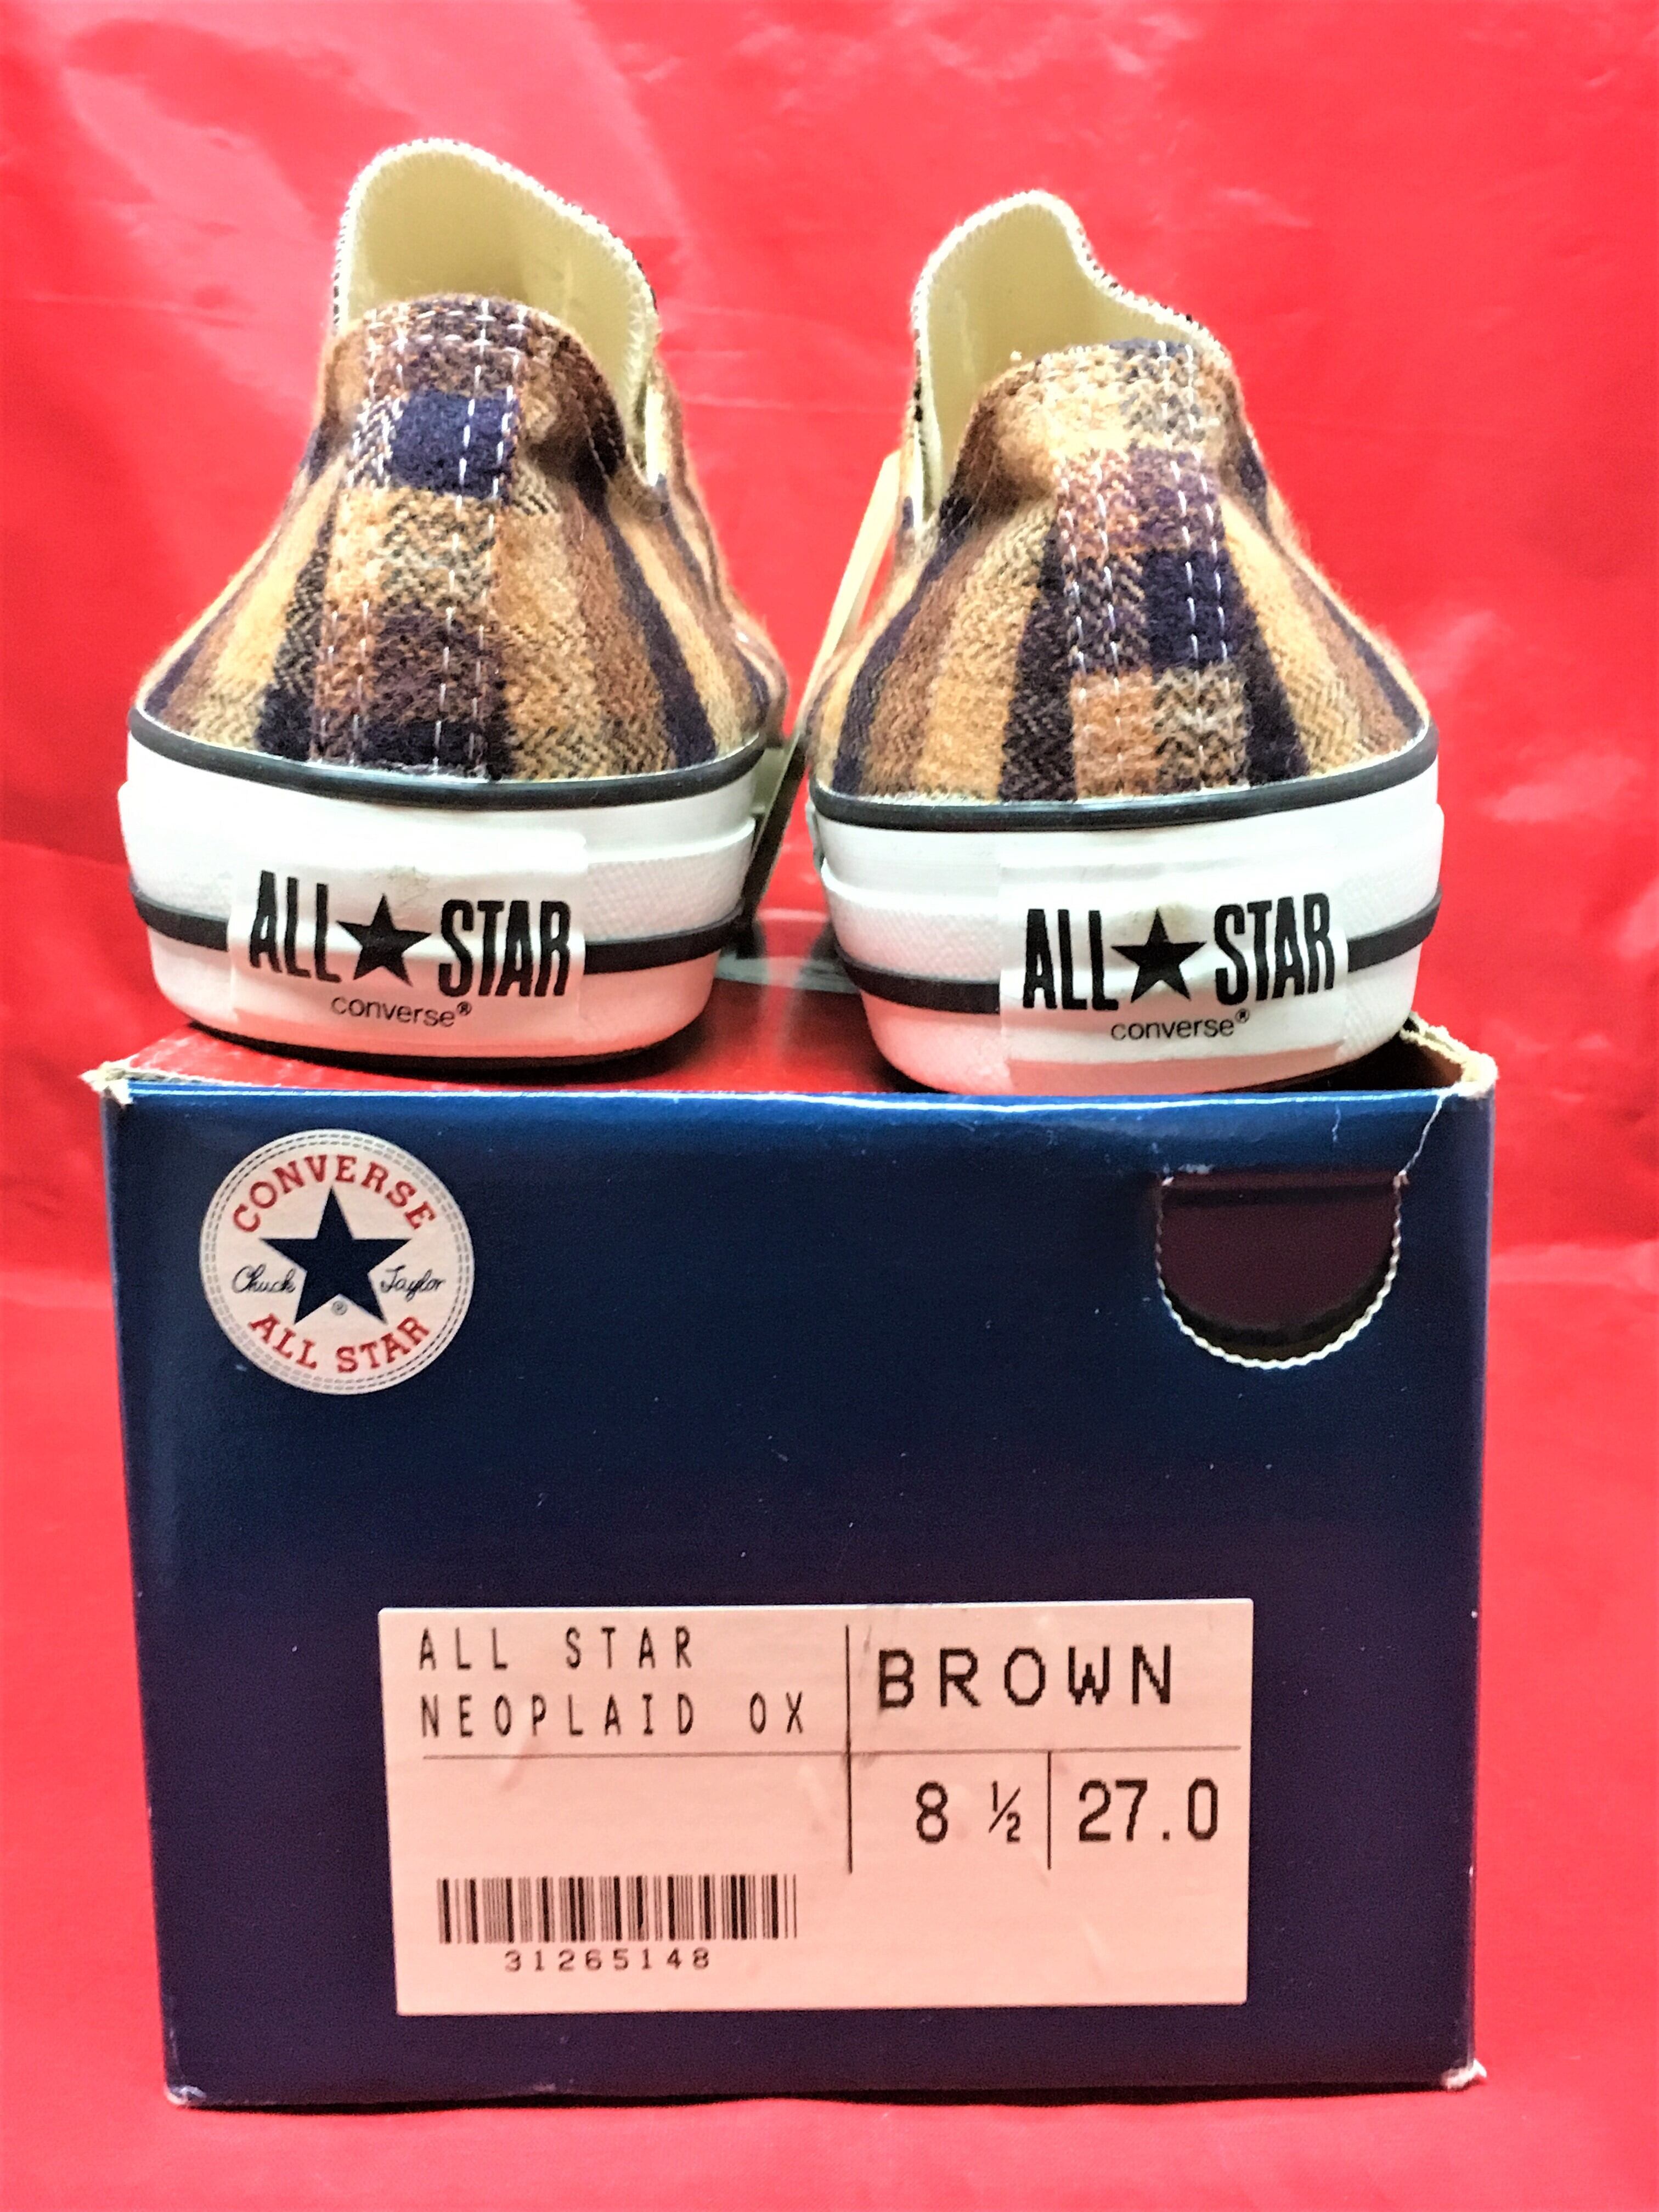 ALL★STAR
converse®
ALL★STAR
converse®
CONVERSE
Chuck Taylor
®
ALL STAR
ALL STAR
NEOPLAID OX
BROWN
8 ½
27.0
31265148